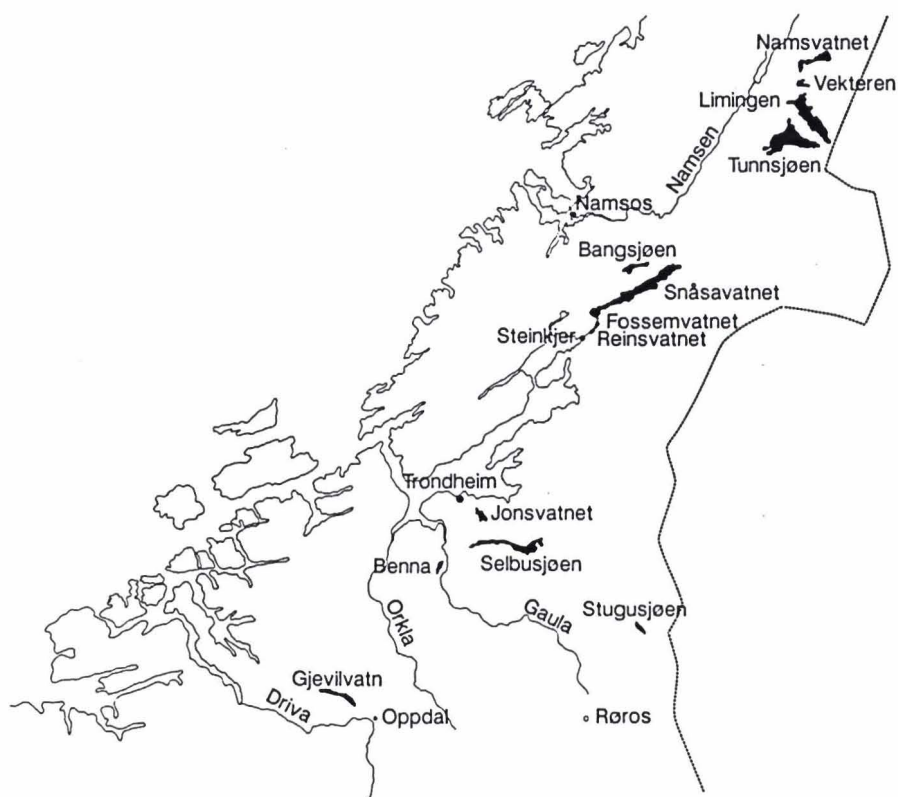 Namsvatnet
Vekteren
Limingen
Namsen
Tunnsjøen
Namsos
Bangsjøen
Snåsavatnet
Fossemvatnet
Steinkjer
Reinsvatnet
Trondheim
Jonsvatnet
Benna
Selbusjøen
Orkla
Gaula
Stugusjøen
Gjevilvatn
Driva
Oppdal
Røros